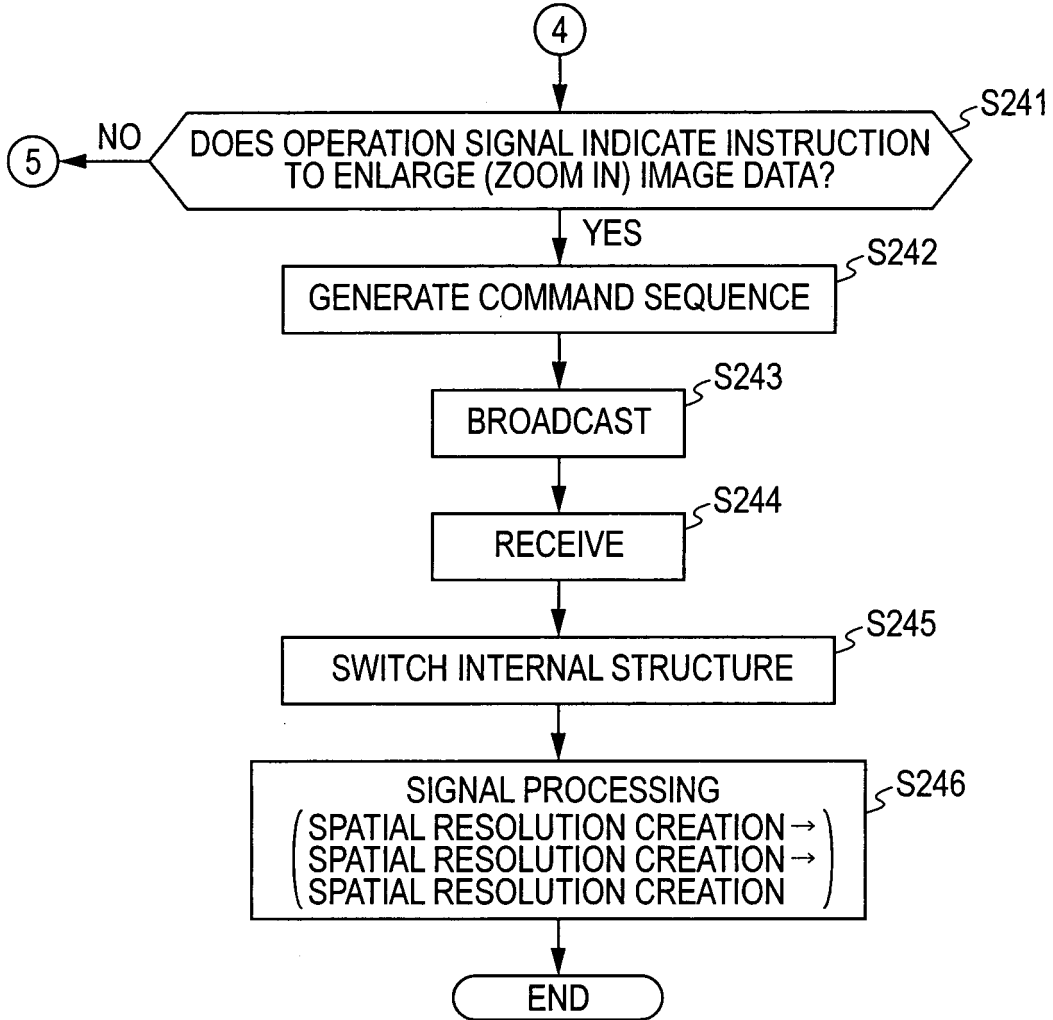 4
S241
DOES OPERATION SIGNAL INDICATE INSTRUCTION
TO ENLARGE (ZOOM IN) IMAGE DATA?
NO
5
YES
S242
GENERATE COMMAND SEQUENCE
S243
BROADCAST
S244
RECEIVE
S245
SWITCH INTERNAL STRUCTURE
S246
SIGNAL PROCESSING
(SPATIAL RESOLUTION CREATION →
SPATIAL RESOLUTION CREATION →
SPATIAL RESOLUTION CREATION)
END